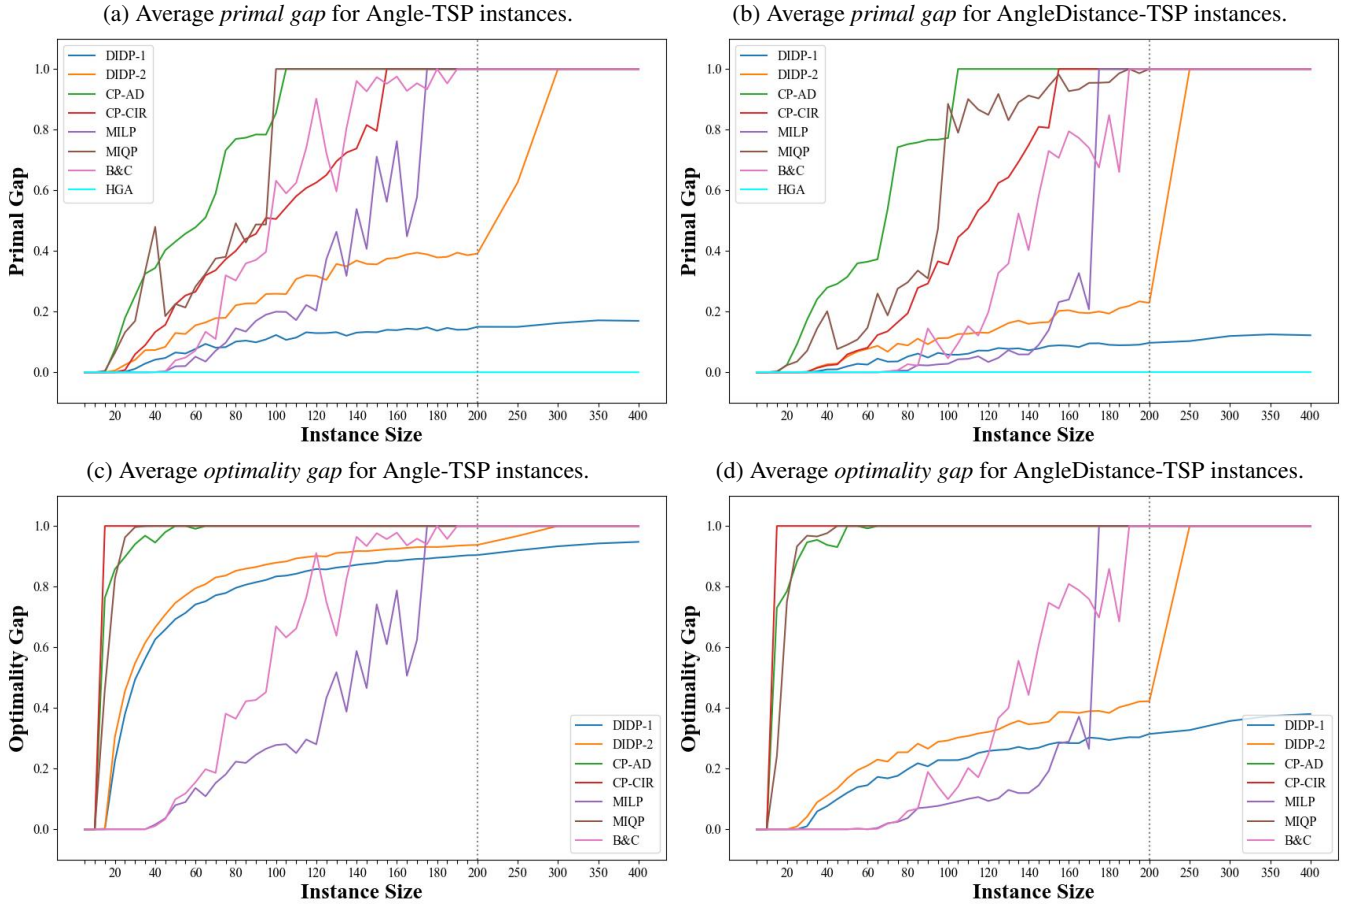 (a) Average primal gap for Angle-TSP instances.
DIDP-1
DIDP-2
CP-AD
CP-CIR
MILP
MIQP
B&C
HGA
Primal Gap
1.0
0.8
0.6
0.4
0.2
0.0
20 40 60 80 100 120 140 160 180 200 250 300 350 400
Instance Size
(b) Average primal gap for AngleDistance-TSP instances.
DIDP-1
DIDP-2
CP-AD
CP-CIR
MILP
MIQP
B&C
HGA
Primal Gap
1.0
0.8
0.6
0.4
0.2
0.0
20 40 60 80 100 120 140 160 180 200 250 300 350 400
Instance Size
(c) Average optimality gap for Angle-TSP instances.
Optimality Gap
1.0
0.8
0.6
0.4
0.2
0.0
DIDP-1
DIDP-2
CP-AD
CP-CIR
MILP
MIQP
B&C
20 40 60 80 100 120 140 160 180 200 250 300 350 400
Instance Size
(d) Average optimality gap for AngleDistance-TSP instances.
Optimality Gap
1.0
0.8
0.6
0.4
0.2
0.0
DIDP-1
DIDP-2
CP-AD
CP-CIR
MILP
MIQP
B&C
20 40 60 80 100 120 140 160 180 200 250 300 350 400
Instance Size